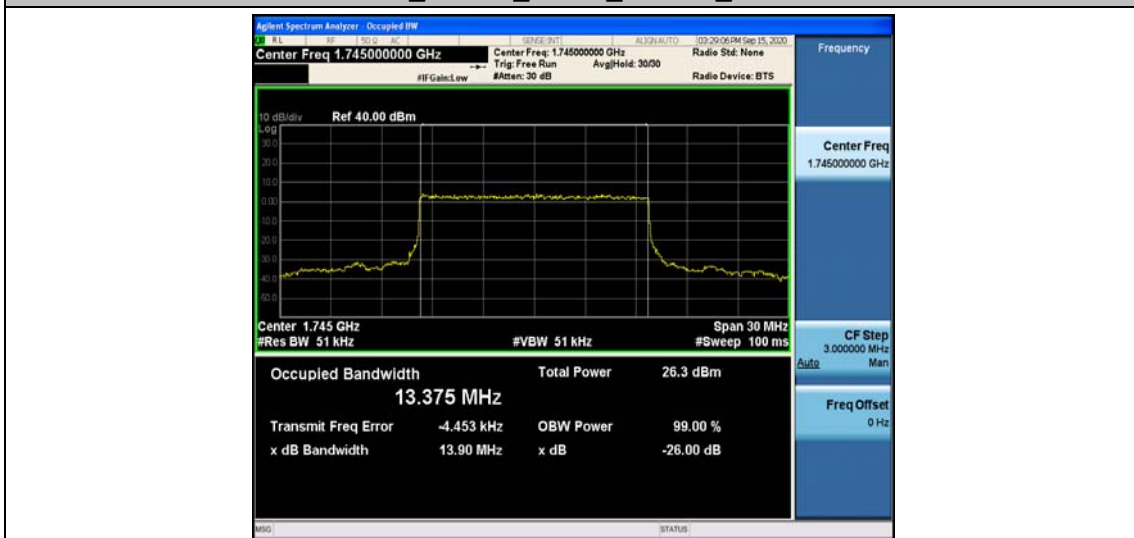 Agilent Spectrum Analyzer - Occupied BW
RL RF 50 Ω AC SENSE:INT ALIGN AUTO 03:29:06 PM Sep 15, 2020
Center Freq 1.745000000 GHz Center Freq: 1.745000000 GHz Radio Std: None Frequency
Trig: Free Run Avg|Hold: 30/30
#IFGain:Low #Atten: 30 dB Radio Device: BTS
10 dB/div Ref 40.00 dBm
Log
30.0
20.0
10.0
0.00
-10.0
-20.0
-30.0
-40.0
-50.0
Center 1.745 GHz Span 30 MHz
#Res BW 51 kHz #VBW 51 kHz #Sweep 100 ms
Center Freq
1.745000000 GHz
CF Step
3.000000 MHz
Auto Man
Freq Offset
0 Hz
Occupied Bandwidth Total Power 26.3 dBm
13.375 MHz
Transmit Freq Error -4.453 kHz OBW Power 99.00 %
x dB Bandwidth 13.90 MHz x dB -26.00 dB
MSG STATUS